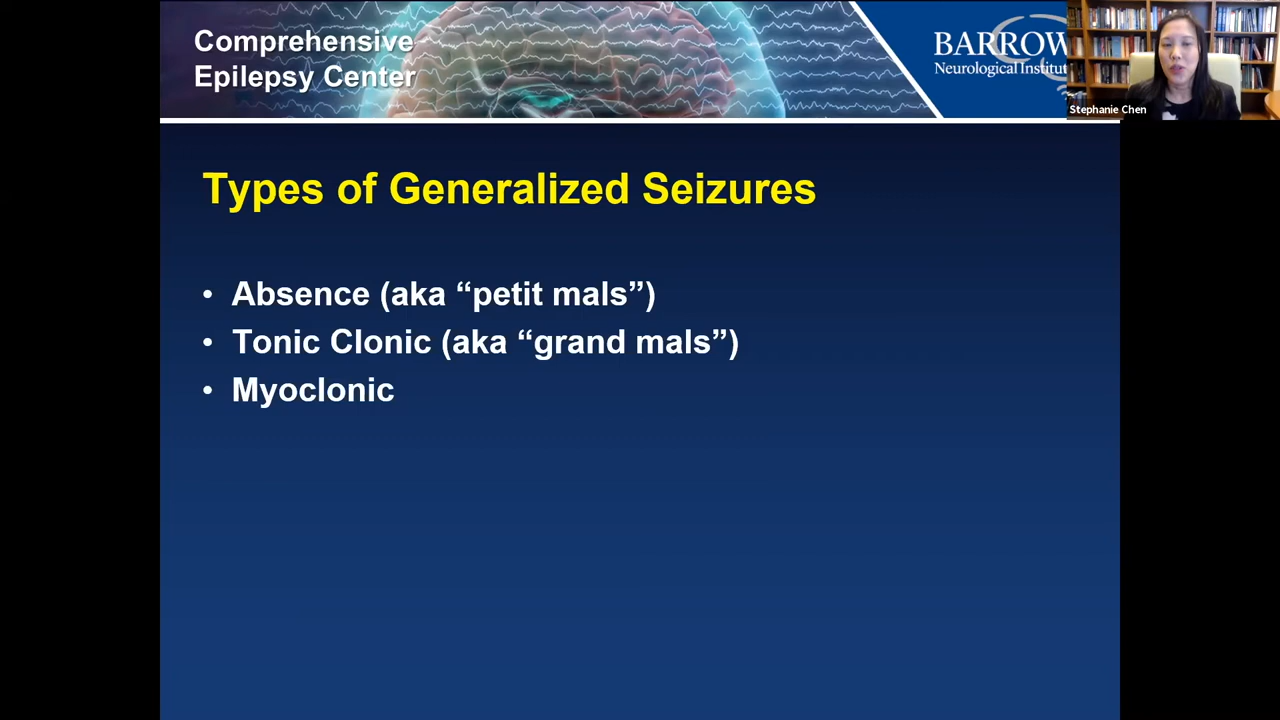 Comprehensive
Epilepsy Center
BARROW
Neurological Institut
Stephanie Chen
Types of Generalized Seizures
• Absence (aka “petit mals”)
• Tonic Clonic (aka “grand mals”)
• Myoclonic